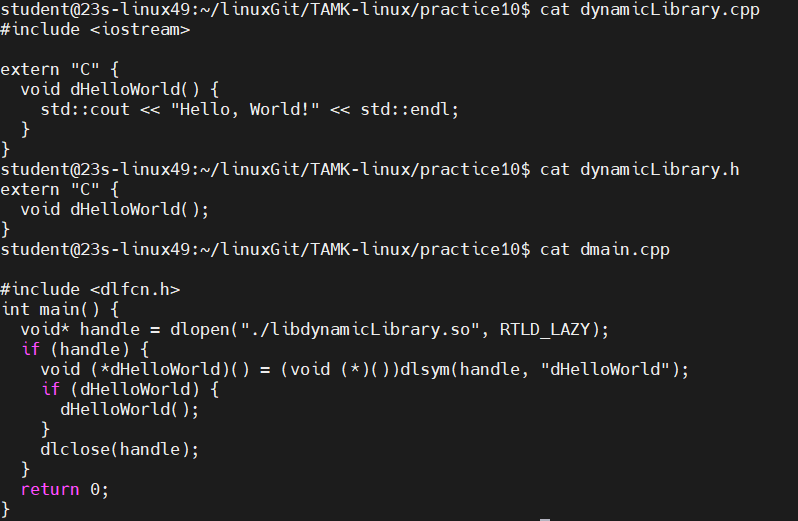 student@23s-linux49:~/linuxGit/TAMK-linux/practice10$ cat dynamicLibrary.cpp
#include <iostream>

extern "C" {
  void dHelloWorld() {
    std::cout << "Hello, World!" << std::endl;
  }
}
student@23s-linux49:~/linuxGit/TAMK-linux/practice10$ cat dynamicLibrary.h
extern "C" {
  void dHelloWorld();
}
student@23s-linux49:~/linuxGit/TAMK-linux/practice10$ cat dmain.cpp

#include <dlfcn.h>
int main() {
  void* handle = dlopen("./libdynamicLibrary.so", RTLD_LAZY);
  if (handle) {
    void (*dHelloWorld)() = (void (*)())dlsym(handle, "dHelloWorld");
    if (dHelloWorld) {
      dHelloWorld();
    }
    dlclose(handle);
  }
  return 0;
}